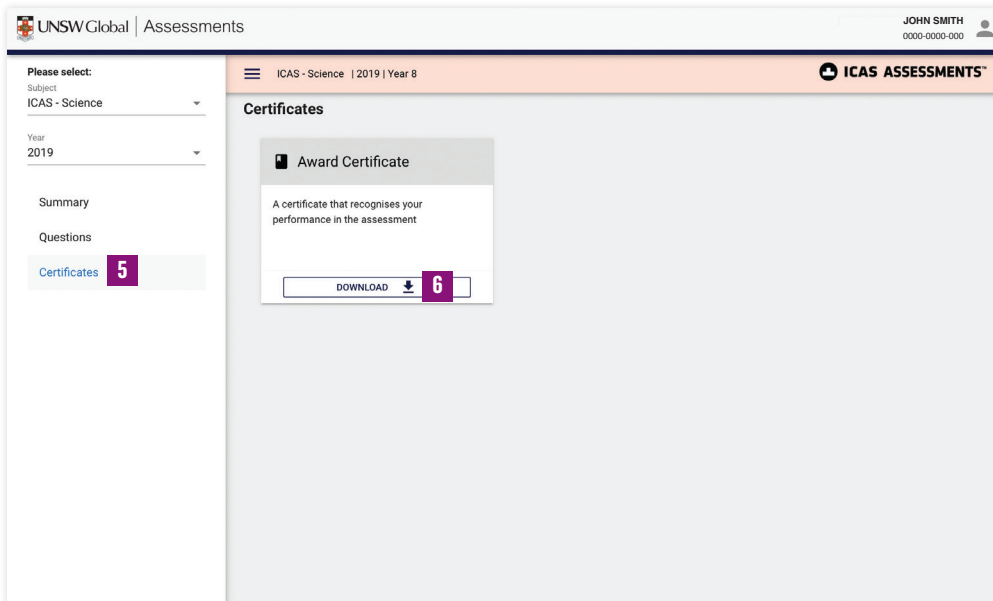 UNSW Global | Assessments
JOHN SMITH
0000-0000-000
Please select:
Subject
ICAS - Science
Year
2019
Summary
Questions
Certificates 5
ICAS - Science | 2019 | Year 8
ICAS ASSESSMENTS™
Certificates
Award Certificate
A certificate that recognises your
performance in the assessment
DOWNLOAD 6